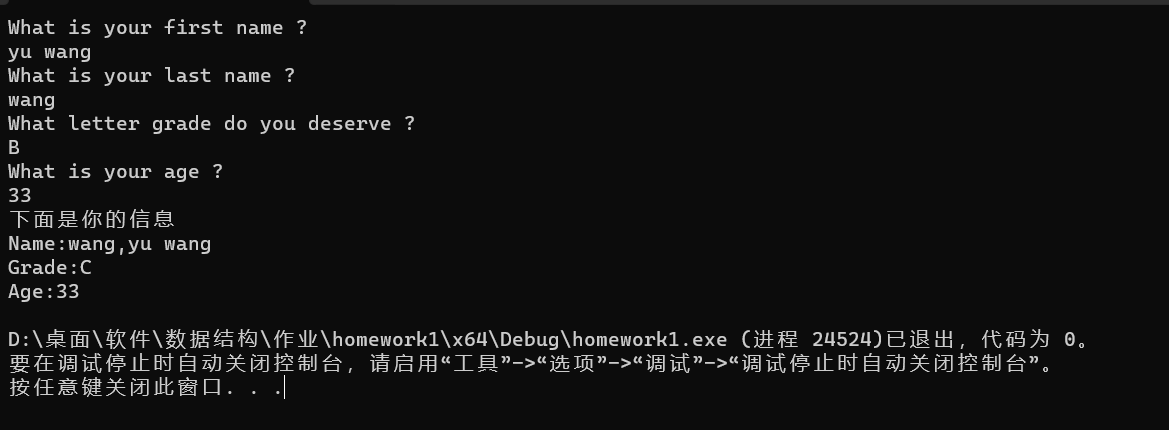 What is your first name ?
yu wang
What is your last name ?
wang
What letter grade do you deserve ?
B
What is your age ?
33
下面是你的信息
Name:wang,yu wang
Grade:C
Age:33
D:\桌面\软件\数据结构\作业\homework1\x64\Debug\homework1.exe (进程 24524)已退出，代码为 0。
要在调试停止时自动关闭控制台，请启用“工具”->“选项”->“调试”->“调试停止时自动关闭控制台”。
按任意键关闭此窗口. . .